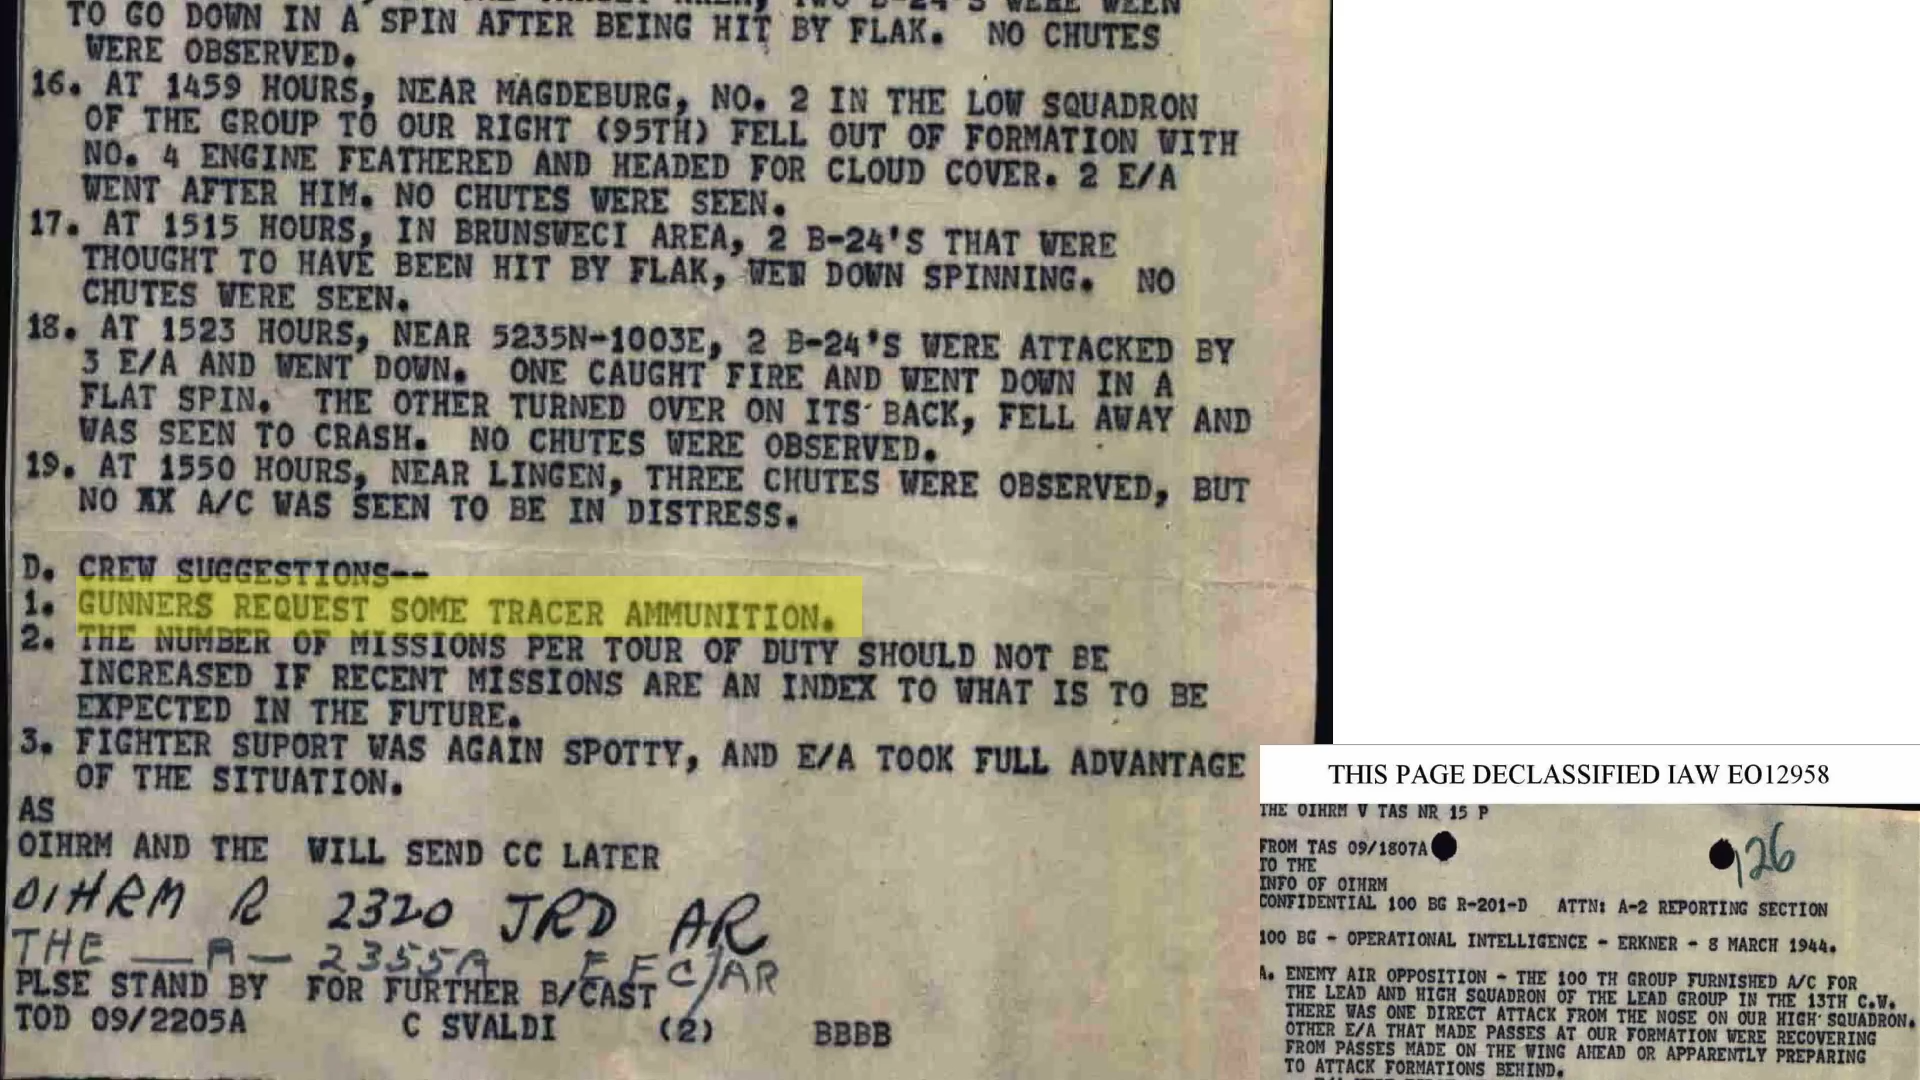 TO GO DOWN IN A SPIN AFTER BEING HIT BY FLAK. NO CHUTES
WERE OBSERVED.
16. AT 1459 HOURS, NEAR MAGDEBURG, NO. 2 IN THE LOW SQUADRON
OF THE GROUP TO OUR RIGHT (95TH) FELL OUT OF FORMATION WITH
NO. 4 ENGINE FEATHERED AND HEADED FOR CLOUD COVER. 2 E/A
WENT AFTER HIM. NO CHUTES WERE SEEN.
17. AT 1515 HOURS, IN BRUNSWECI AREA, 2 B-24'S THAT WERE
THOUGHT TO HAVE BEEN HIT BY FLAK, DOWN SPINNING. NO
CHUTES WERE SEEN.
18. AT 1523 HOURS, NEAR 5235N-1003E, 2 B-24'S WERE ATTACKED BY
3 E/A AND WENT DOWN. ONE CAUGHT FIRE AND WENT DOWN IN A
FLAT SPIN. THE OTHER TURNED OVER ON ITS BACK, FELL AWAY AND
WAS SEEN TO CRASH. NO CHUTES WERE OBSERVED.
19. AT 1550 HOURS, NEAR LINGEN, THREE CHUTES WERE OBSERVED, BUT
NO XX A/C WAS SEEN TO BE IN DISTRESS.
D. CREW SUGGESTIONS--
1. GUNNERS REQUEST SOME TRACER AMMUNITION.
2. THE NUMBER OF MISSIONS PER TOUR OF DUTY SHOULD NOT BE
INCREASED IF RECENT MISSIONS ARE AN INDEX TO WHAT IS TO BE
EXPECTED IN THE FUTURE.
3. FIGHTER SUPORT WAS AGAIN SPOTTY, AND E/A TOOK FULL ADVANTAGE
OF THE SITUATION.
AS
OIHRM AND THE WILL SEND CC LATER
OIHRM R 2320 JRD AR
THE __A_ 2355A
PLSE STAND BY FOR FURTHER B/CAST
TOD 09/2205A C SVALDI (2) BBBB
THIS PAGE DECLASSIFIED IAW EO12958
THE OIHRM V TAS NR 15 P
FROM TAS 09/1807A
126
TO THE
INFO OF OIHRM
CONFIDENTIAL 100 BG R-201-D ATTN: A-2 REPORTING SECTION
100 BG - OPERATIONAL INTELLIGENCE - ERKNER - 8 MARCH 1944.
A. ENEMY AIR OPPOSITION - THE 100 TH GROUP FURNISHED A/C FOR
THE LEAD AND HIGH SQUADRON OF THE LEAD GROUP IN THE 13TH C.W.
THERE WAS ONE DIRECT ATTACK FROM THE NOSE ON OUR HIGH SQUADRON.
OTHER E/A THAT MADE PASSES AT OUR FORMATION WERE RECOVERING
FROM PASSES MADE ON THE WING AHEAD OR APPARENTLY PREPARING
TO ATTACK FORMATIONS BEHIND.